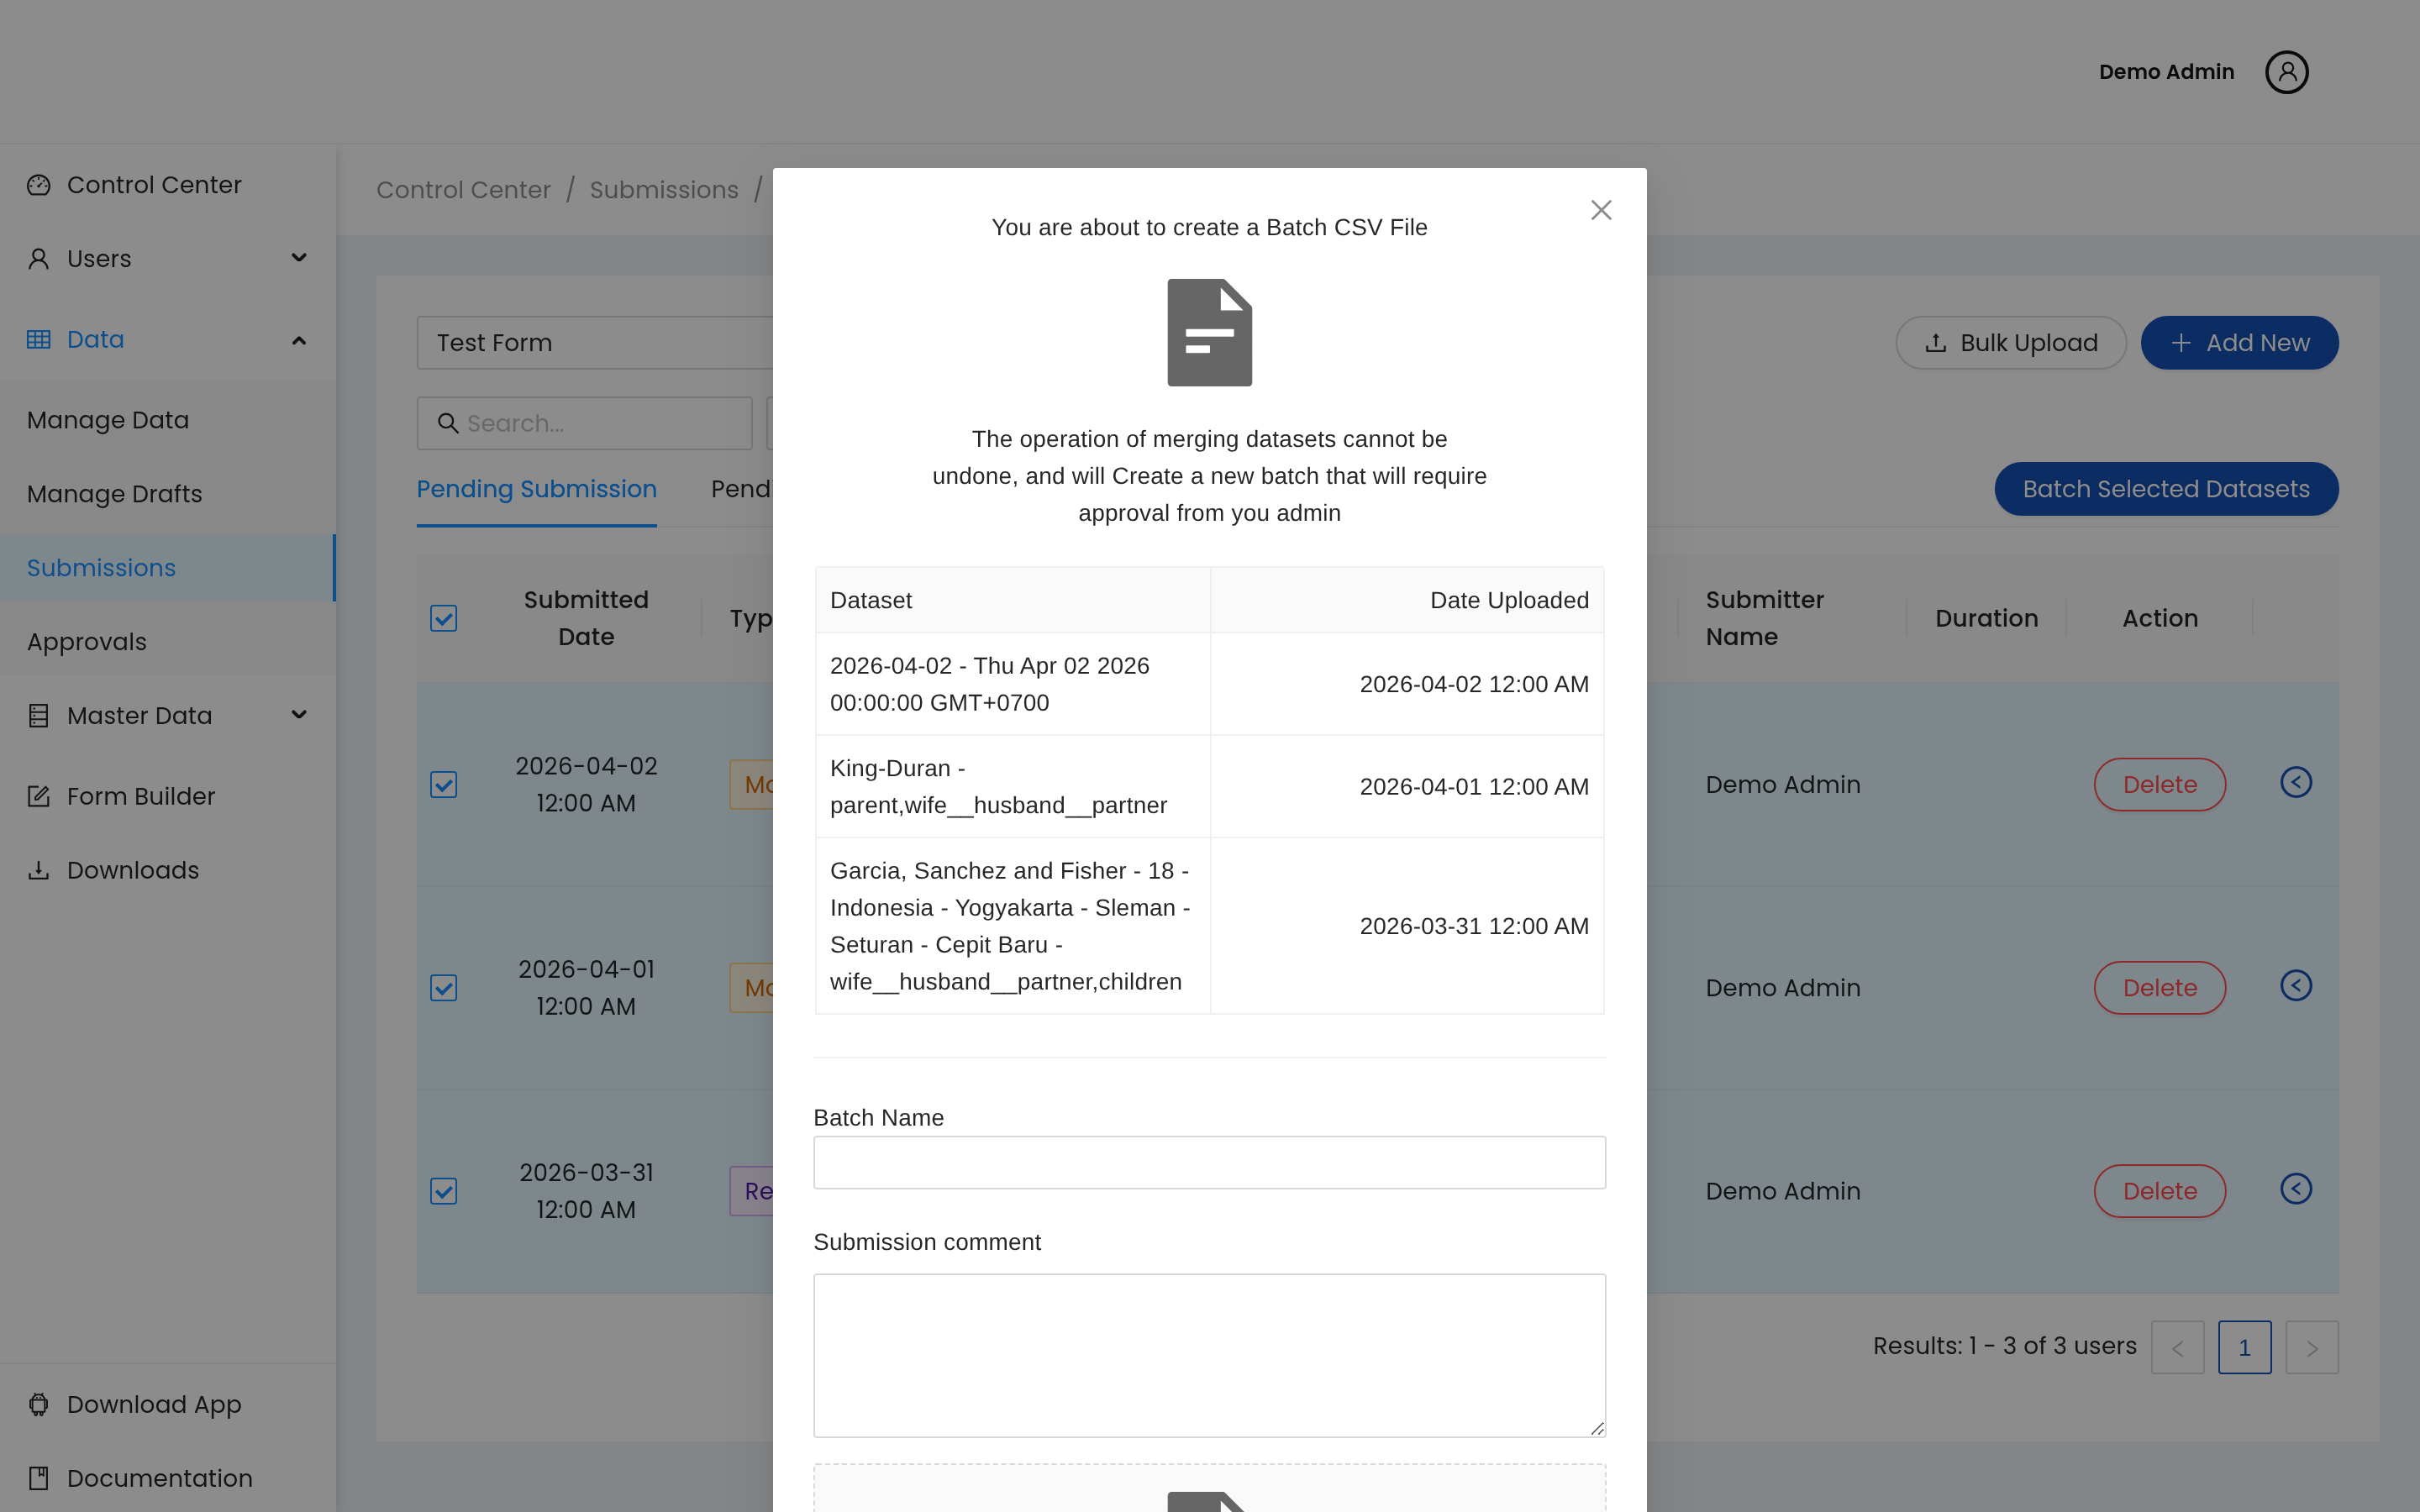 Demo Admin
Control Center
Users
Data
Manage Data
Manage Drafts
Submissions
Approvals
Master Data
Form Builder
Downloads
Download App
Documentation
Control Center / Submissions /
Test Form
Bulk Upload
Add New
Search...
Pending Submission
Batch Selected Datasets
Submitted
Date
Submitter
Name
Duration
Action
2026-04-02
12:00 AM
Demo Admin
Delete
2026-04-01
12:00 AM
Demo Admin
Delete
2026-03-31
12:00 AM
Demo Admin
Delete
Results: 1 - 3 of 3 users
< 1 >
You are about to create a Batch CSV File
The operation of merging datasets cannot be
undone, and will Create a new batch that will require
approval from you admin
Dataset
Date Uploaded
2026-04-02 - Thu Apr 02 2026
00:00:00 GMT+0700
2026-04-02 12:00 AM
King-Duran -
parent,wife__husband__partner
2026-04-01 12:00 AM
Garcia, Sanchez and Fisher - 18 -
Indonesia - Yogyakarta - Sleman -
Seturan - Cepit Baru -
wife__husband__partner,children
2026-03-31 12:00 AM
Batch Name
Submission comment